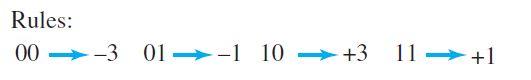 Rules:
00 → –3 01 → –1 10 → +3 11 → +1